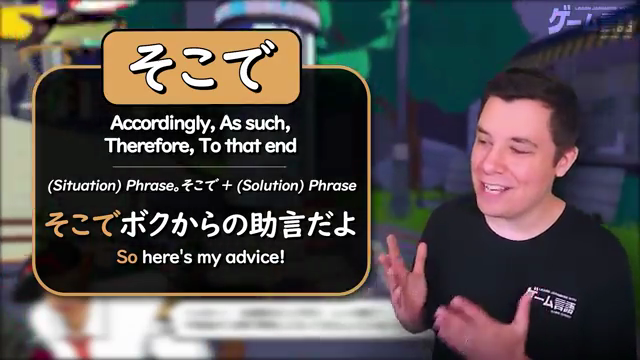 そこで
Accordingly, As such,
Therefore, To that end
(Situation) Phrase。そこで + (Solution) Phrase
そこでボクからの助言だよ
So here's my advice!
ゲーム言語